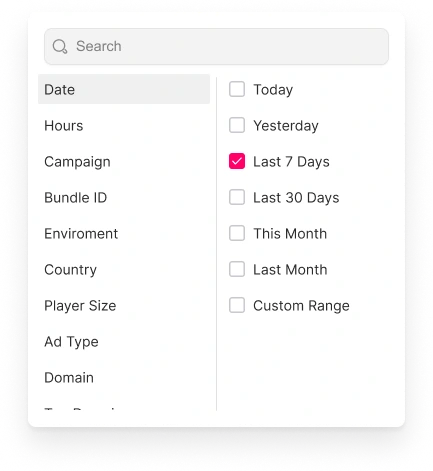 Search
Date
Hours
Campaign
Bundle ID
Enviroment
Country
Player Size
Ad Type
Domain
Today
Yesterday
Last 7 Days
Last 30 Days
This Month
Last Month
Custom Range